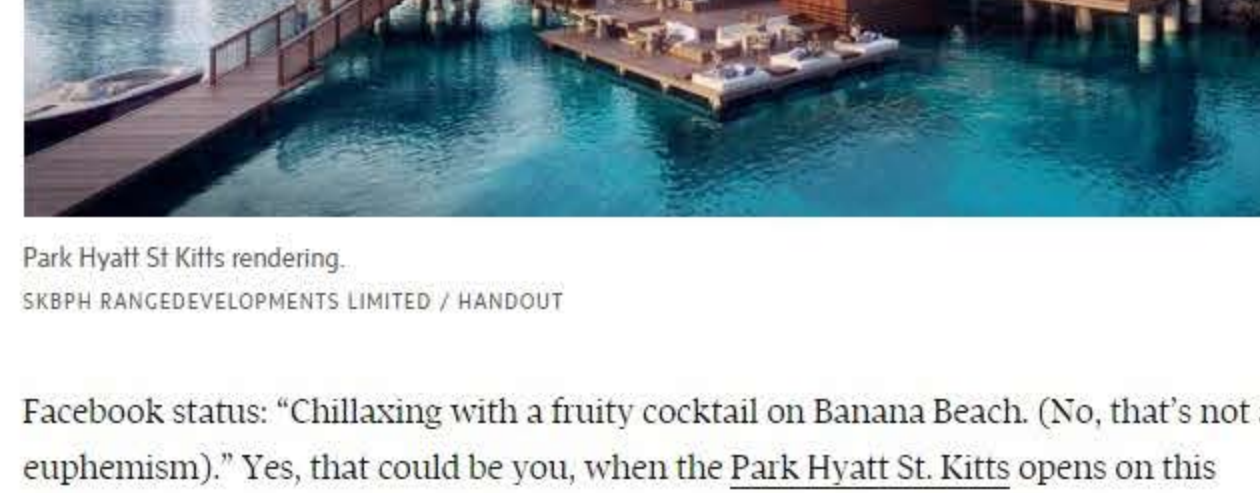 Park Hyatt St Kitts rendering.
SKBPH RANGEDEVELOPMENTS LIMITED / HANDOUT
Facebook status: “Chillaxing with a fruity cocktail on Banana Beach. (No, that’s not
euphemism).” Yes, that could be you, when the Park Hyatt St. Kitts opens on this